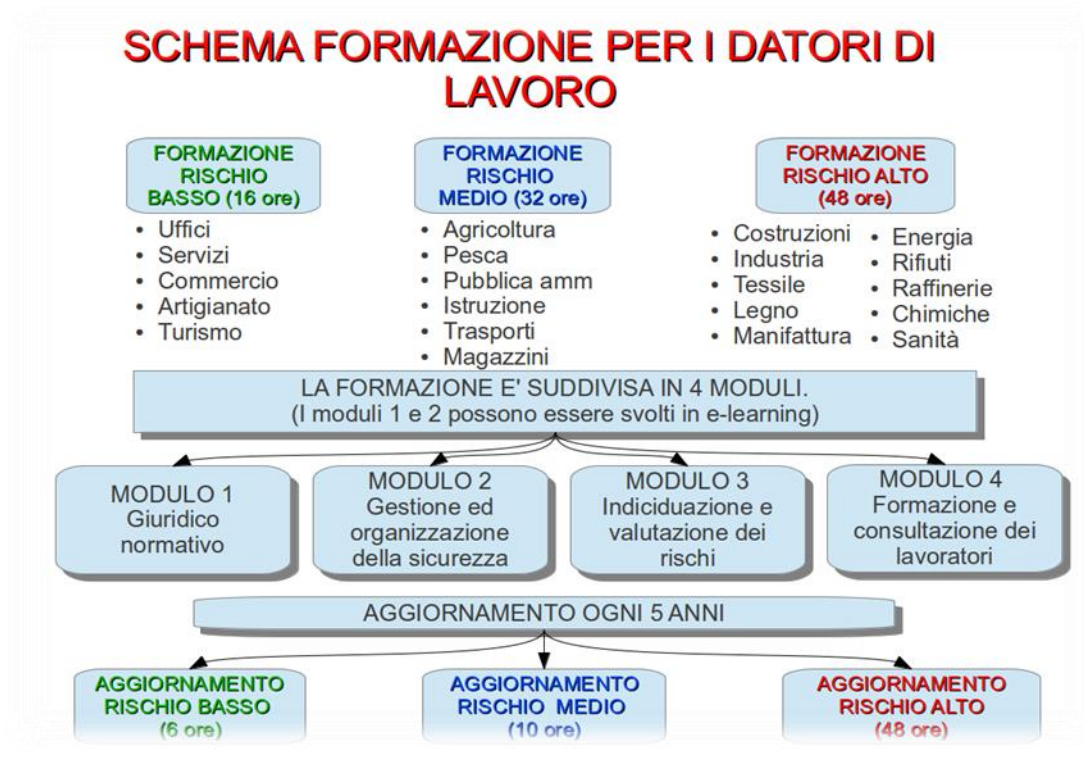 SCHEMA FORMAZIONE PER I DATORI DI
LAVORO
FORMAZIONE
RISCHIO
BASSO (16 ore)
• Uffici
• Servizi
• Commercio
• Artigianato
• Turismo
FORMAZIONE
RISCHIO
MEDIO (32 ore)
• Agricoltura
• Pesca
• Pubblica amm
• Istruzione
• Trasporti
• Magazzini
FORMAZIONE
RISCHIO ALTO
(48 ore)
• Costruzioni
• Industria
• Tessile
• Legno
• Manifattura
• Energia
• Rifiuti
• Raffinerie
• Chimiche
• Sanità
LA FORMAZIONE E' SUDDIVISA IN 4 MODULI.
(I moduli 1 e 2 possono essere svolti in e-learning)
MODULO 1
Giuridico
normativo
MODULO 2
Gestione ed
organizzazione
della sicurezza
MODULO 3
Indiciduazione e
valutazione dei
rischi
MODULO 4
Formazione e
consultazione dei
lavoratori
AGGIORNAMENTO OGNI 5 ANNI
AGGIORNAMENTO
RISCHIO BASSO
(6 ore)
AGGIORNAMENTO
RISCHIO MEDIO
(10 ore)
AGGIORNAMENTO
RISCHIO ALTO
(48 ore)